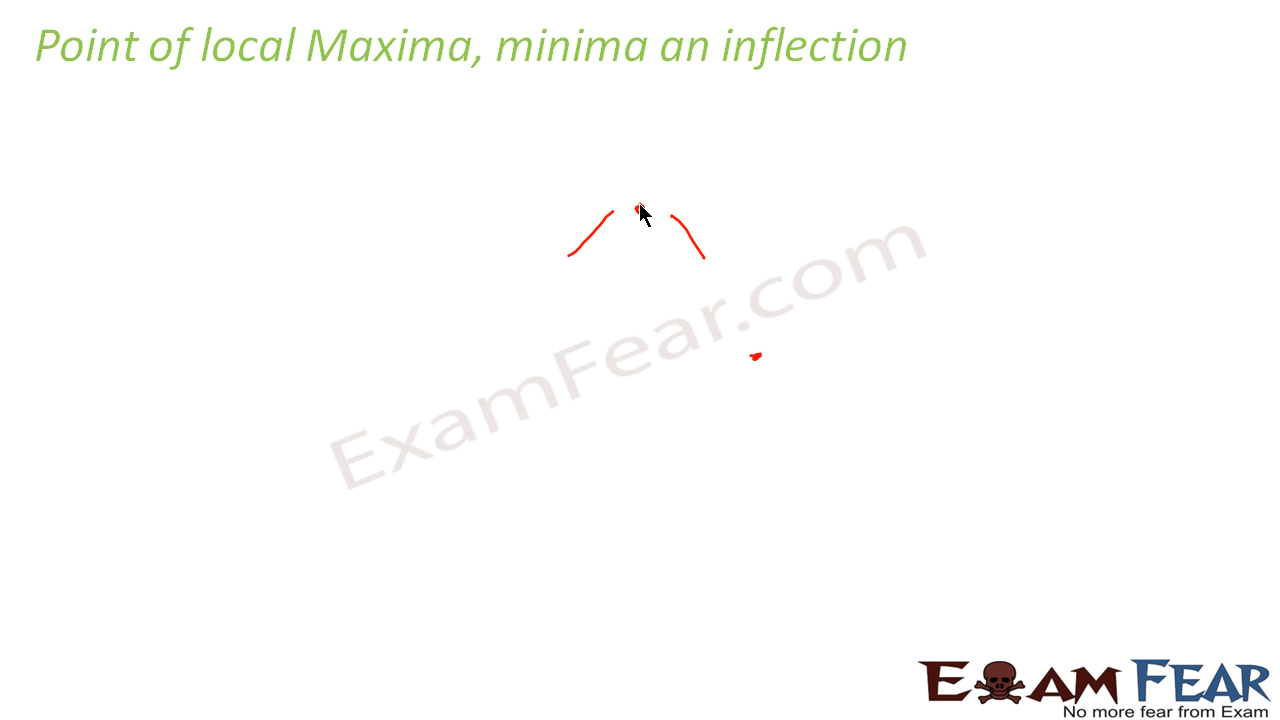 Point of local Maxima, minima an inflection
ExamFear.com
EXAM FEAR
No more fear from Exam